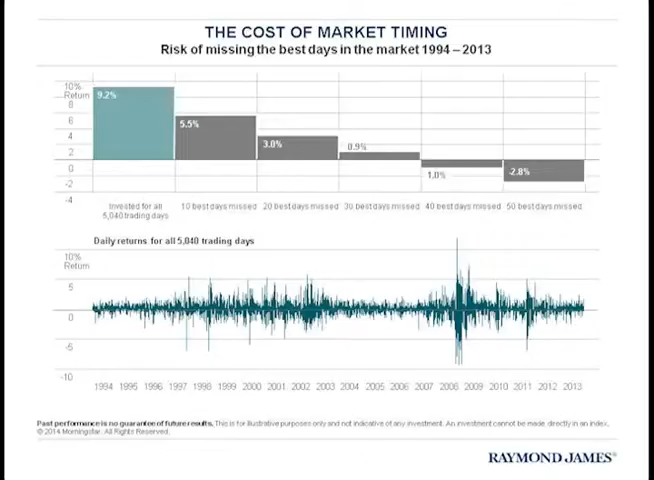 THE COST OF MARKET TIMING
Risk of missing the best days in the market 1994 – 2013
10%
Return
8
6
4
2
0
-2
-4
9.2%
5.5%
3.0%
0.9%
1.0%
-2.8%
Invested for all
5,040 trading days
10 best days missed
20 best days missed
30 best days missed
40 best days missed
50 best days missed
Daily returns for all 5,040 trading days
10%
Return
5
0
-5
-10
1994 1995 1996 1997 1998 1999 2000 2001 2002 2003 2004 2005 2006 2007 2008 2009 2010 2011 2012 2013
Past performance is no guarantee of future results. This is for illustrative purposes only and not indicative of any investment. An investment cannot be made directly in an index.
© 2014 Morningstar. All Rights Reserved.
RAYMOND JAMES®